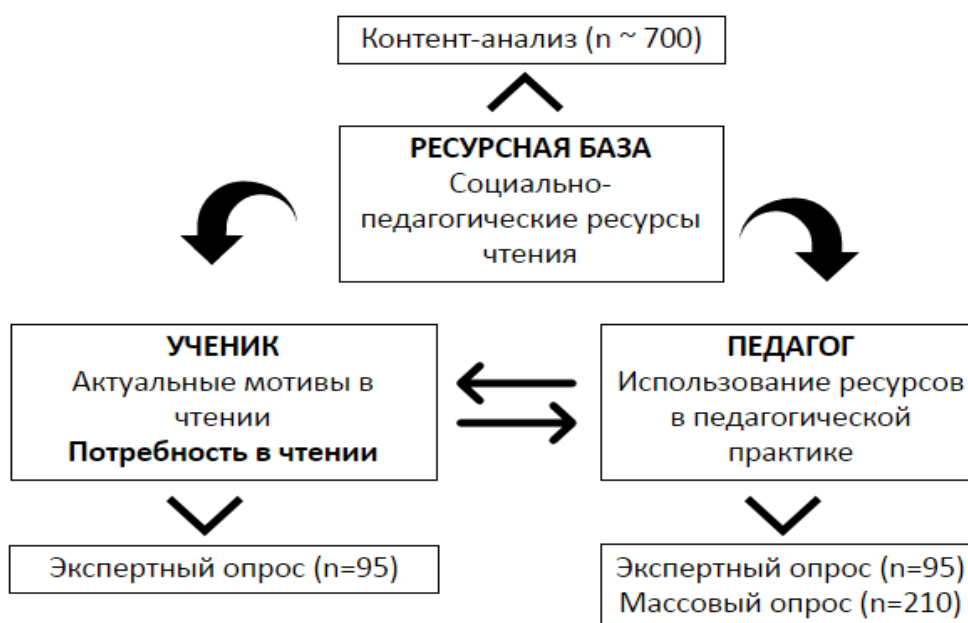 Контент-анализ (n ~ 700)
РЕСУРСНАЯ БАЗА
Социально-
педагогические ресурсы
чтения
УЧЕНИК
Актуальные мотивы в
чтении
Потребность в чтении
ПЕДАГОГ
Использование ресурсов
в педагогической
практике
Экспертный опрос (n=95)
Экспертный опрос (n=95)
Массовый опрос (n=210)